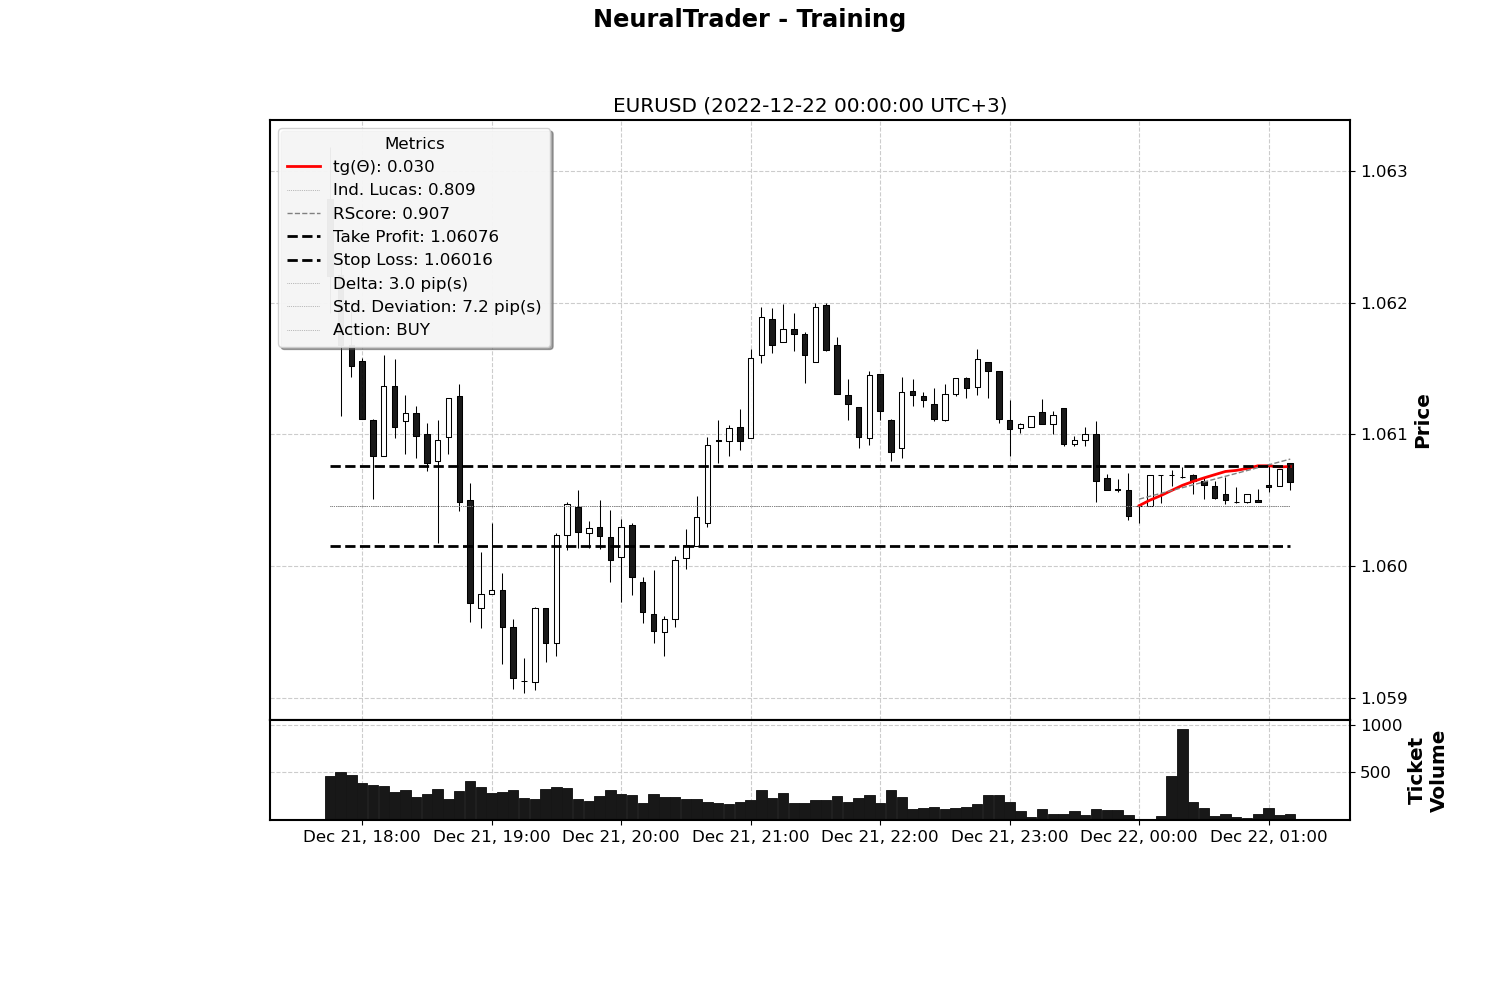 NeuralTrader - Training
EURUSD (2022-12-22 00:00:00 UTC+3)
Metrics
tg(Θ): 0.030
Ind. Lucas: 0.809
RScore: 0.907
Take Profit: 1.06076
Stop Loss: 1.06016
Delta: 3.0 pip(s)
Std. Deviation: 7.2 pip(s)
Action: BUY
1.063
1.062
1.061
1.060
1.059
Price
1000
500
Ticket
Volume
Dec 21, 18:00 Dec 21, 19:00 Dec 21, 20:00 Dec 21, 21:00 Dec 21, 22:00 Dec 21, 23:00 Dec 22, 00:00 Dec 22, 01:00